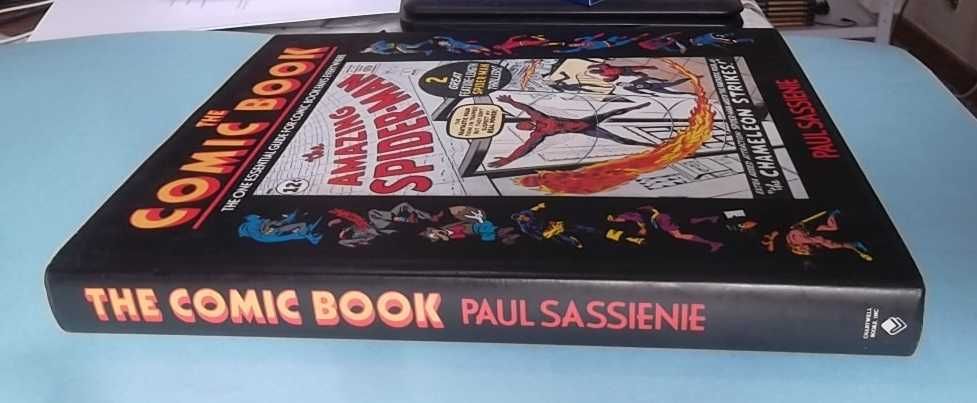 THE
COMIC BOOK
THE ONE ESSENTIAL GUIDE FOR COMIC BOOK FANS EVERYWHERE
the AMAZING
SPIDER-MAN
12¢
2
GREAT
FEATURE-LENGTH
SPIDER-MAN
THRILLERS!
The CHAMELEON STRIKES!"
PAUL SASSIENIE
THE COMIC BOOK PAUL SASSIENIE
CHARTWELL
BOOKS, INC.